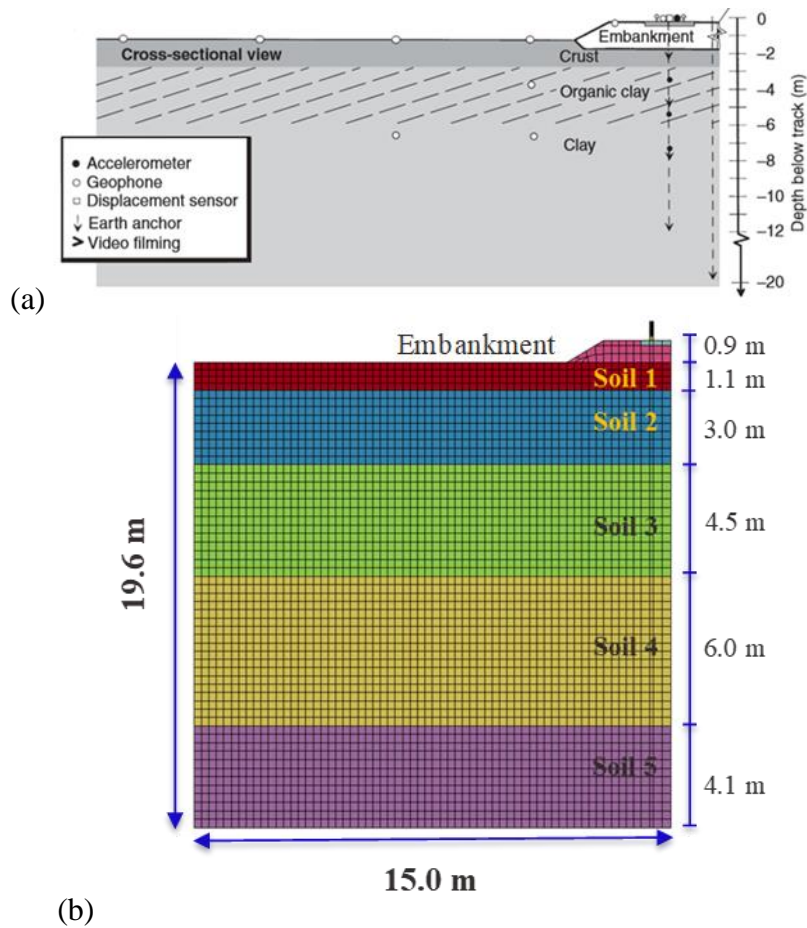 0
Embankment
Cross-sectional view
Crust
−2
Organic clay
−4
−6
Clay
Accelerometer
Geophone
Displacement sensor
Earth anchor
Video filming
−8
−10
−12
−20
Depth below track (m)
(a)
Embankment
0.9 m
Soil 1
1.1 m
Soil 2
3.0 m
19.6 m
Soil 3
4.5 m
Soil 4
6.0 m
Soil 5
4.1 m
15.0 m
(b)